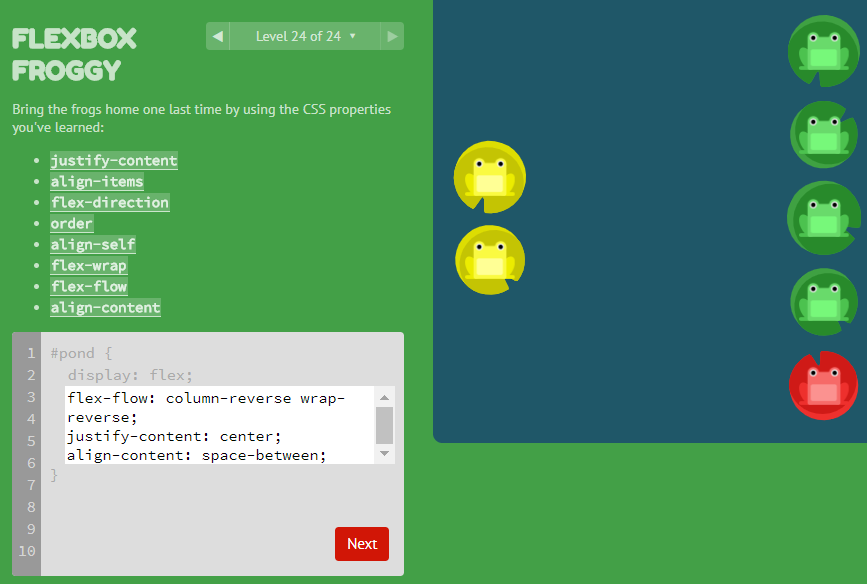 FLEXBOX
FROGGY
◀ Level 24 of 24 ▼ ▶
Bring the frogs home one last time by using the CSS properties
you've learned:
• justify-content
• align-items
• flex-direction
• order
• align-self
• flex-wrap
• flex-flow
• align-content
1 #pond {
2 display: flex;
3 flex-flow: column-reverse wrap-
4 reverse;
5 justify-content: center;
6 align-content: space-between;
7 }
8
9
10
Next